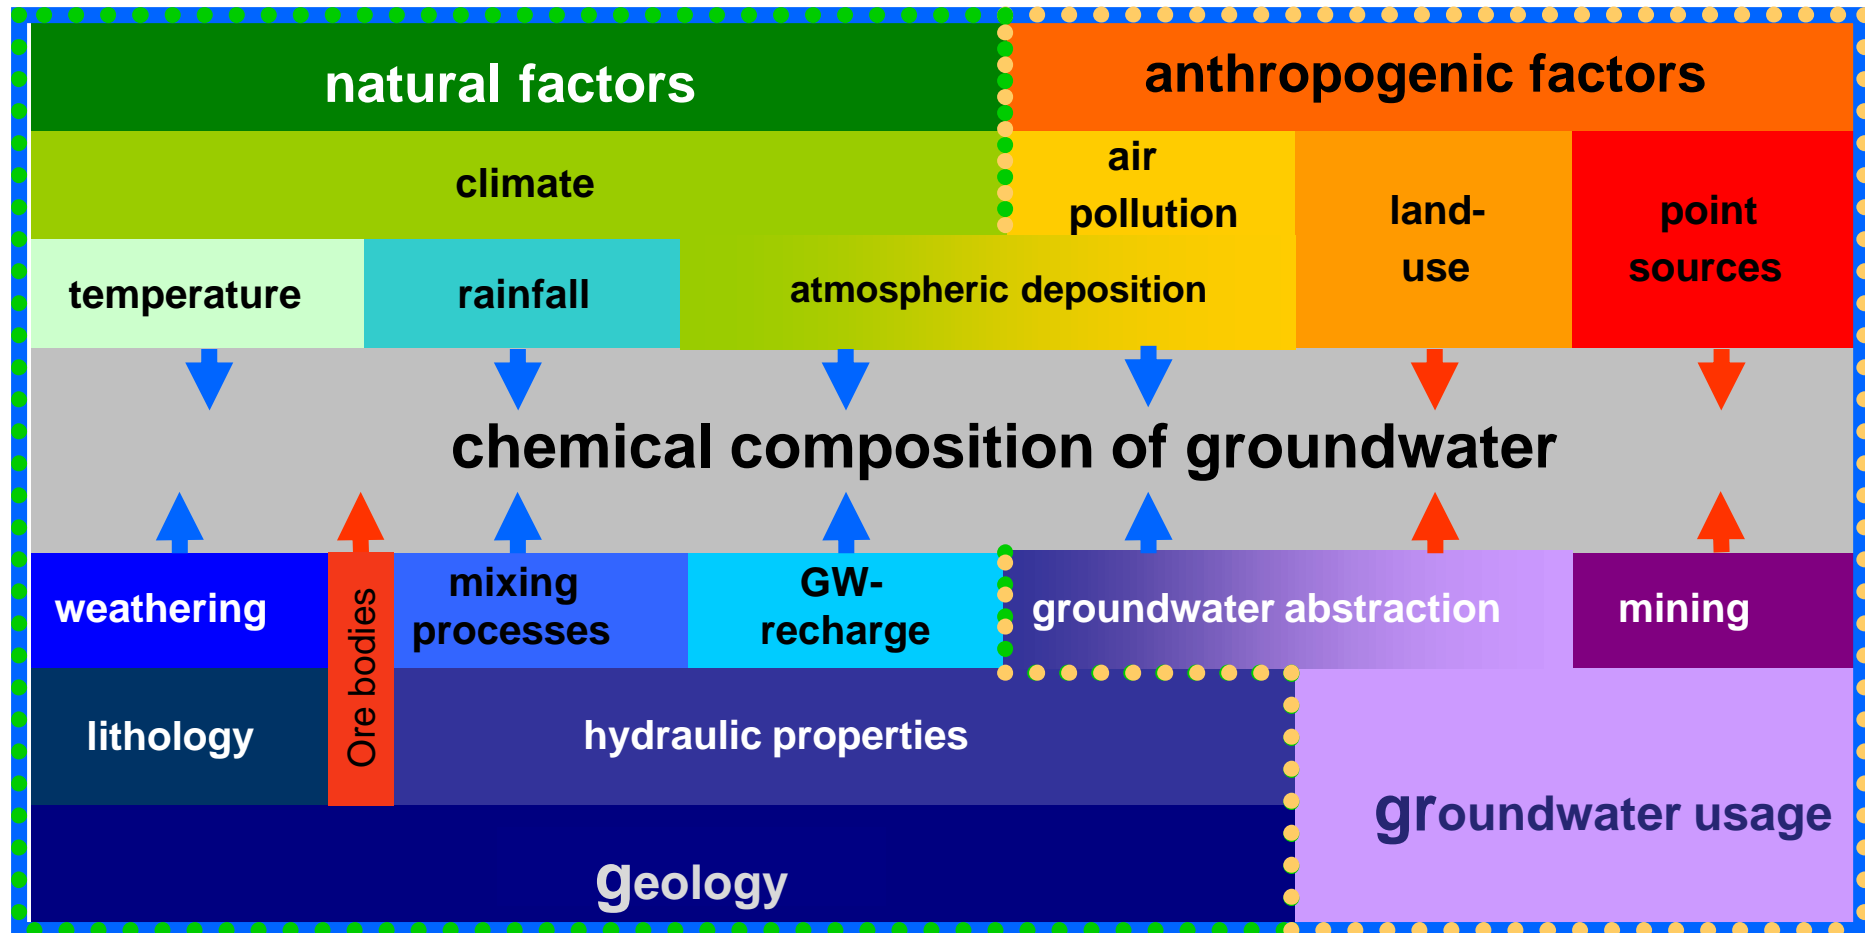 natural factors
anthropogenic factors
climate
air
pollution
land-
use
point
sources
temperature
rainfall
atmospheric deposition
chemical composition of groundwater
weathering
Ore bodies
mixing
processes
GW-
recharge
groundwater abstraction
mining
lithology
hydraulic properties
groundwater usage
geology